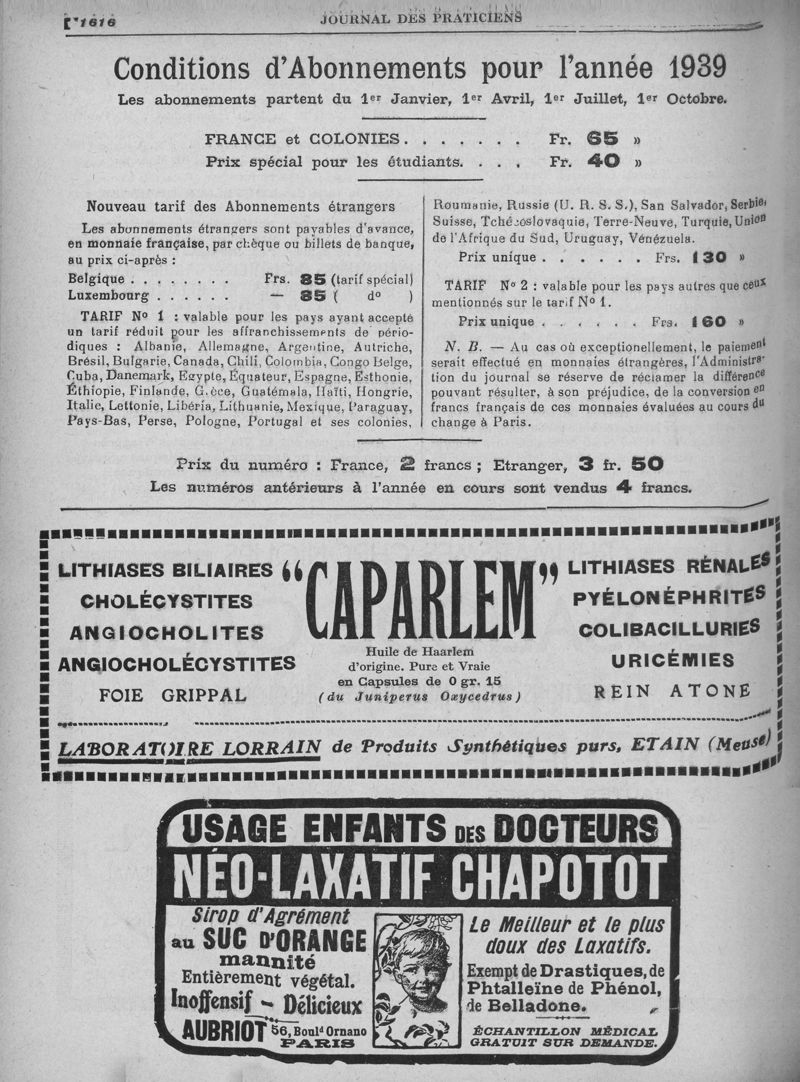 1616
JOURNAL DES PRATICIENS
Conditions d'Abonnements pour l'année 1939
Les abonnements partent du 1er Janvier, 1er Avril, 1er Juillet, 1er Octobre.
FRANCE et COLONIES. . . . . . . Fr. 65 »
Prix spécial pour les étudiants. . . . Fr. 40 »
Nouveau tarif des Abonnements étrangers
Les abonnements étrangers sont payables d'avance,
en monnaie française, par chèque ou billets de banque,
au prix ci-après :
Belgique . . . . . . . . Frs. 85 (tarif spécial)
Luxembourg . . . . . . — 85 ( do )
TARIF No 1 : valable pour les pays ayant accepté
un tarif réduit pour les affranchissements de pério-
diques : Albanie, Allemagne, Argentine, Autriche,
Brésil, Bulgarie, Canada, Chili, Colombia, Congo Belge,
Cuba, Danemark, Egypte, Équateur, Espagne, Esthonie,
Éthiopie, Finlande, Grèce, Guatémala, Haïti, Hongrie,
Italie, Lettonie, Libéria, Lithuanie, Mexique, Paraguay,
Pays-Bas, Perse, Pologne, Portugal et ses colonies,
Roumanie, Russie (U. R. S. S.), San Salvador, Serbie,
Suisse, Tchécoslovaquie, Terre-Neuve, Turquie, Union
de l'Afrique du Sud, Uruguay, Vénézuela.
Prix unique . . . . . . Frs. 130 »
TARIF No 2 : valable pour les pays autres que ceux
mentionnés sur le tarif No 1.
Prix unique . . . . . . Frs. 160 »
N. B. — Au cas où exceptionellement, le paiement
serait effectué en monnaies étrangères, l'Administra-
tion du journal se réserve de réclamer la différence
pouvant résulter, à son préjudice, de la conversion en
francs français de ces monnaies évaluées au cours du
change à Paris.
Prix du numéro : France, 2 francs ; Etranger, 3 fr. 50
Les numéros antérieurs à l'année en cours sont vendus 4 francs.
LITHIASES BILIAIRES
CHOLÉCYSTITES
ANGIOCHOLITES
ANGIOCHOLÉCYSTITES
FOIE GRIPPAL
"CAPARLEM"
Huile de Haarlem
d'origine. Pure et Vraie
en Capsules de 0 gr. 15
(du Juniperus Oxycedrus)
LITHIASES RÉNALES
PYÉLONÉPHRITES
COLIBACILLURIES
URICÉMIES
REIN ATONE
LABORATOIRE LORRAIN de Produits Synthétiques purs, ETAIN (Meuse)
USAGE ENFANTS DES DOCTEURS
NÉO-LAXATIF CHAPOTOT
Sirop d'Agrément
au SUC D'ORANGE
mannité
Entièrement végétal.
Inoffensif - Délicieux
AUBRIOT 56, Bould Ornano
PARIS
Le Meilleur et le plus
doux des Laxatifs.
Exempt de Drastiques, de
Phtalleïne de Phénol,
de Belladone.
ÉCHANTILLON MÉDICAL
GRATUIT SUR DEMANDE.